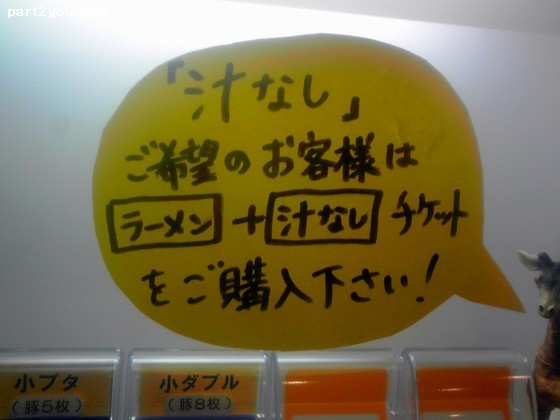 part2gourmet
「汁なし」
ご希望のお客様は
ラーメン + 汁なし チケット
をご購入下さい!
小ブタ
(豚5枚)
小ダブル
(豚8枚)